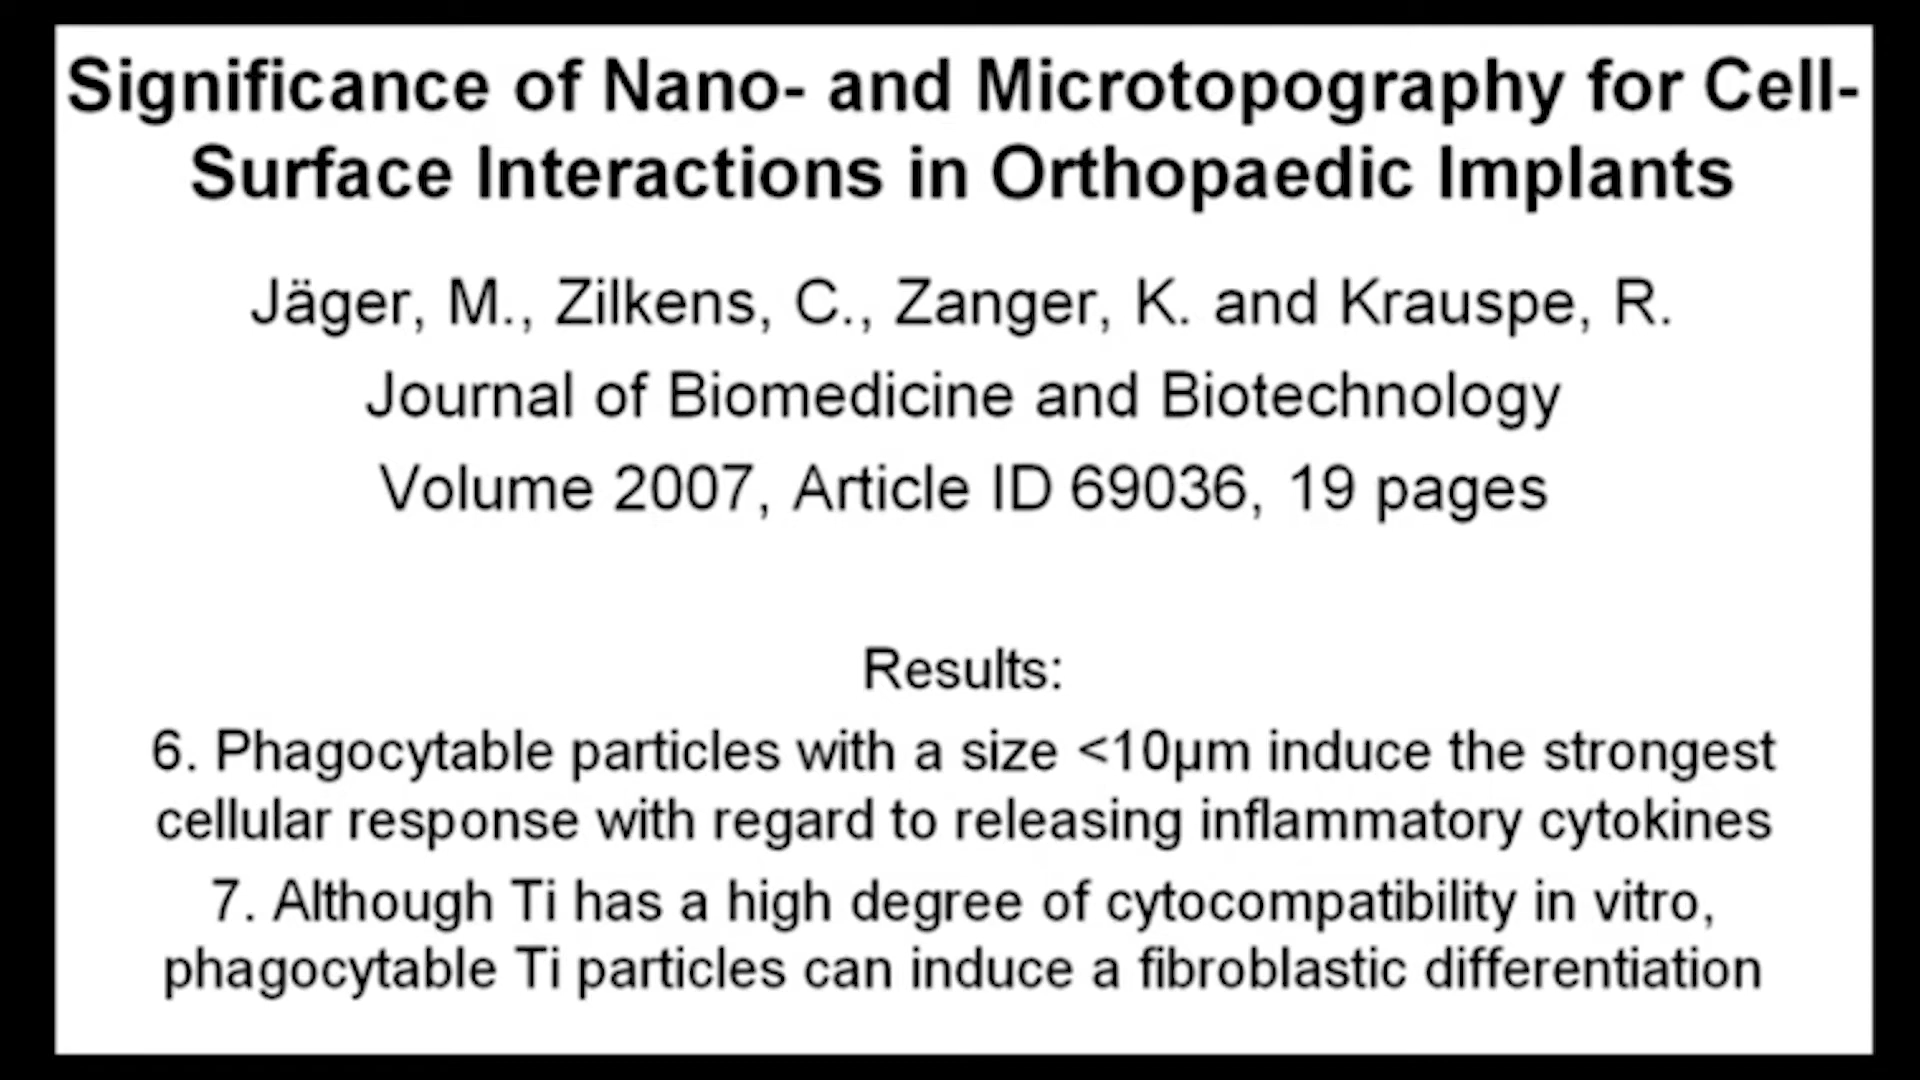 Significance of Nano- and Microtopography for Cell-
Surface Interactions in Orthopaedic Implants
Jäger, M., Zilkens, C., Zanger, K. and Krauspe, R.
Journal of Biomedicine and Biotechnology
Volume 2007, Article ID 69036, 19 pages
Results:
6. Phagocytable particles with a size <10µm induce the strongest
cellular response with regard to releasing inflammatory cytokines
7. Although Ti has a high degree of cytocompatibility in vitro,
phagocytable Ti particles can induce a fibroblastic differentiation